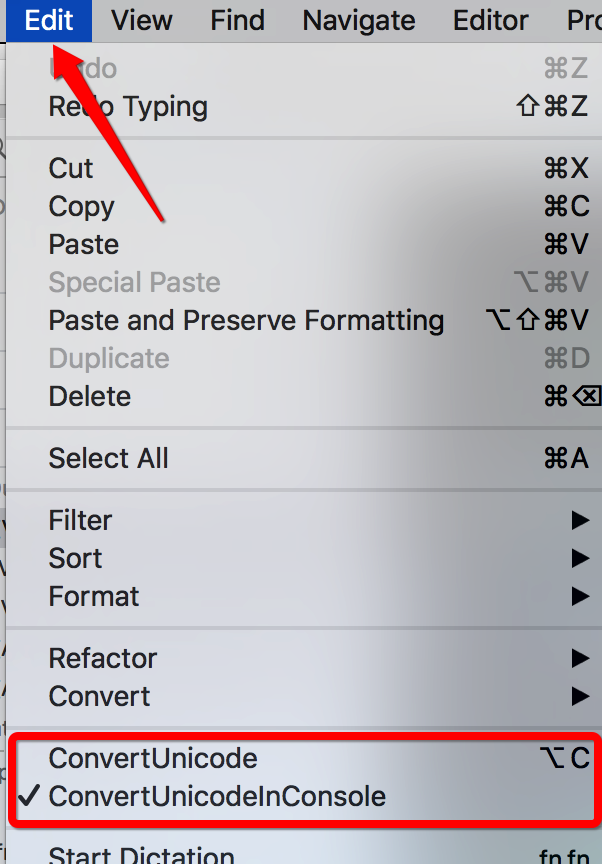 Edit View Find Navigate Editor
Undo ⌘Z
Redo Typing ⇧⌘Z
Cut ⌘X
Copy ⌘C
Paste ⌘V
Special Paste ⌥⌘V
Paste and Preserve Formatting ⌥⇧⌘V
Duplicate ⌘D
Delete ⌘⌫
Select All ⌘A
Filter ▶
Sort ▶
Format ▶
Refactor ▶
Convert ▶
ConvertUnicode ⌥C
✓ ConvertUnicodeInConsole
Start Dictation fn fn